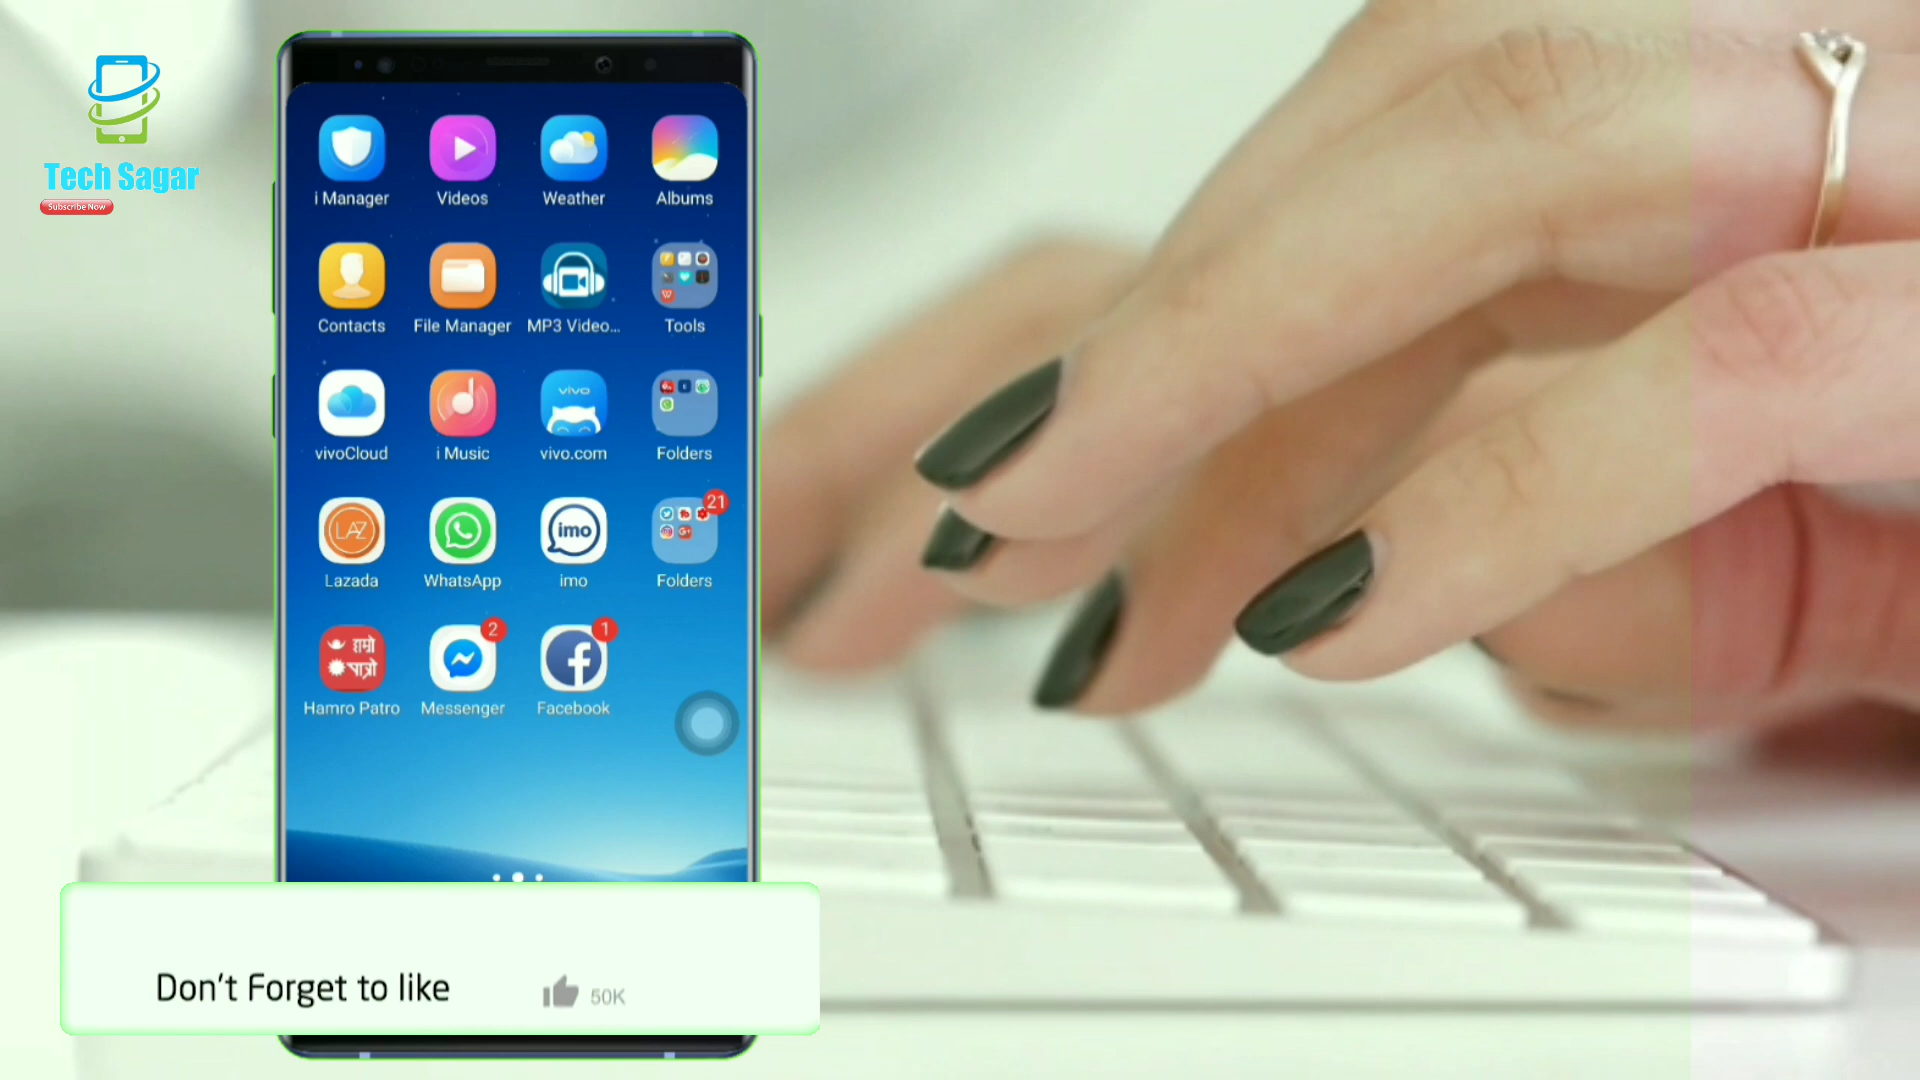 Tech Sagar
Subscribe Now
i Manager
Videos
Weather
Albums
Contacts
File Manager
MP3 Video...
Tools
vivo
vivoCloud
i Music
vivo.com
Folders
21
LAZ
imo
Lazada
WhatsApp
imo
Folders
हाम्रो
पात्रो
2
1
Hamro Patro
Messenger
Facebook
Don't Forget to like
50K